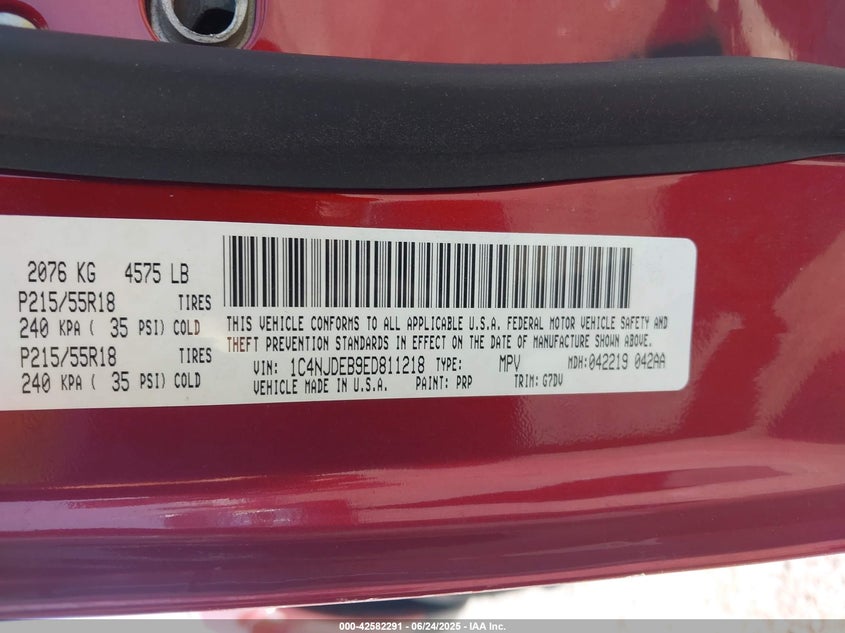 2076 KG 4575 LB
P215/55R18 TIRES
240 KPA ( 35 PSI) COLD
P215/55R18 TIRES
240 KPA ( 35 PSI) COLD
THIS VEHICLE CONFORMS TO ALL APPLICABLE U.S.A. FEDERAL MOTOR VEHICLE SAFETY AND
THEFT PREVENTION STANDARDS IN EFFECT ON THE DATE OF MANUFACTURE SHOWN ABOVE.
VIN: 1C4NJDEB9ED811218 TYPE: MPV MDH:042219 042AA
VEHICLE MADE IN U.S.A. PAINT: PRP TRIM: G7DV
000-42582291 - 06/24/2025 - IAA Inc.